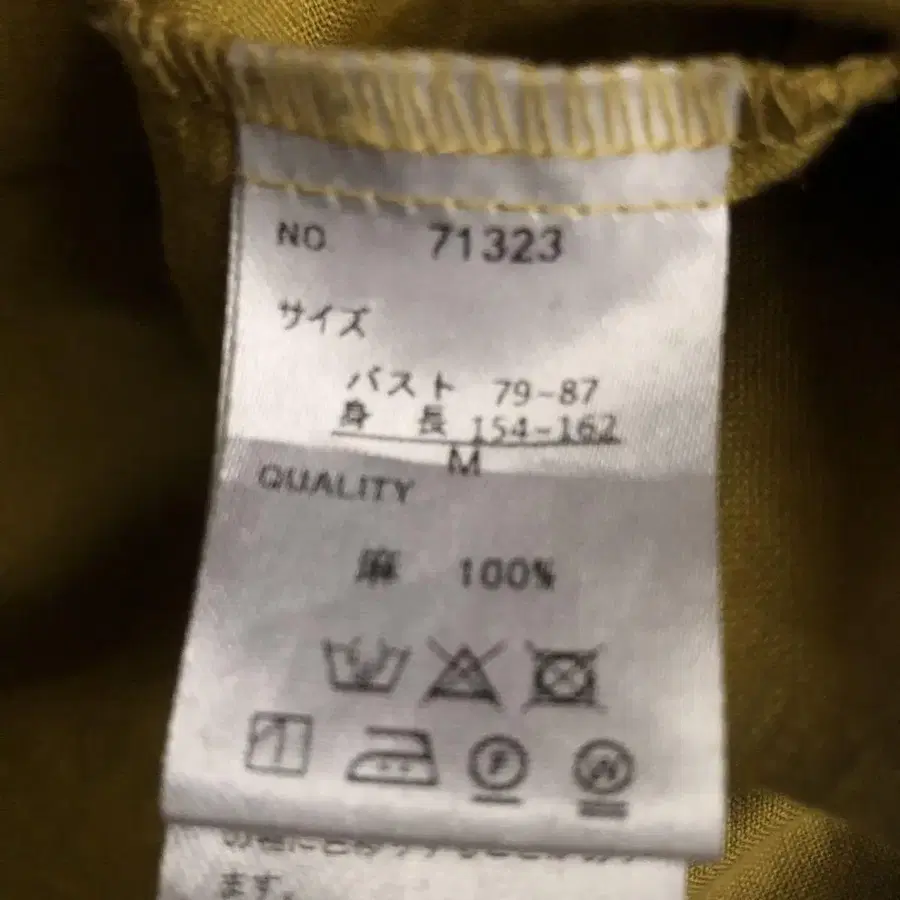 NO. 71323
サイズ
バスト 79-87
身長 154-162
M
QUALITY
麻 100%
F
W
ます。